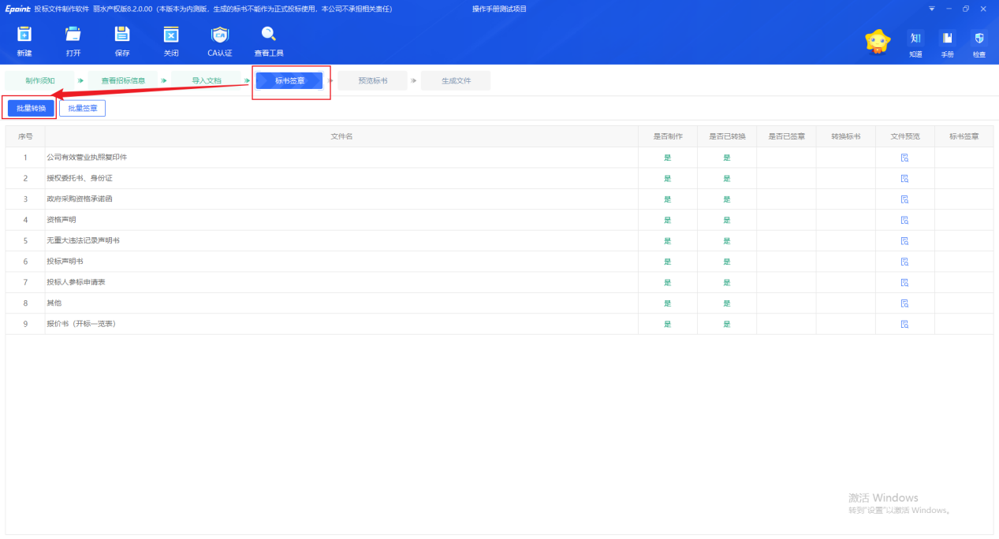 Epoint 投标文件制作软件 丽水产权版8.2.0.00（本版本为内测版，生成的标书不能作为正式投标使用，本公司不承担相关责任） 操作手册测试项目
新建 打开 保存 关闭 CA认证 查看工具 知道 手册 检查
制作须知 查看招标信息 导入文档 标书签章 预览标书 生成文件
批量转换 批量签章
序号 文件名 是否制作 是否已转换 是否已签章 转换标书 文件预览 标书签章
1 公司有效营业执照复印件 是 是
2 授权委托书、身份证 是 是
3 政府采购资格承诺函 是 是
4 资格声明 是 是
5 无重大违法记录声明书 是 是
6 投标声明书 是 是
7 投标人参标申请表 是 是
8 其他 是 是
9 报价书（开标一览表） 是 是
激活 Windows
转到"设置"以激活 Windows。